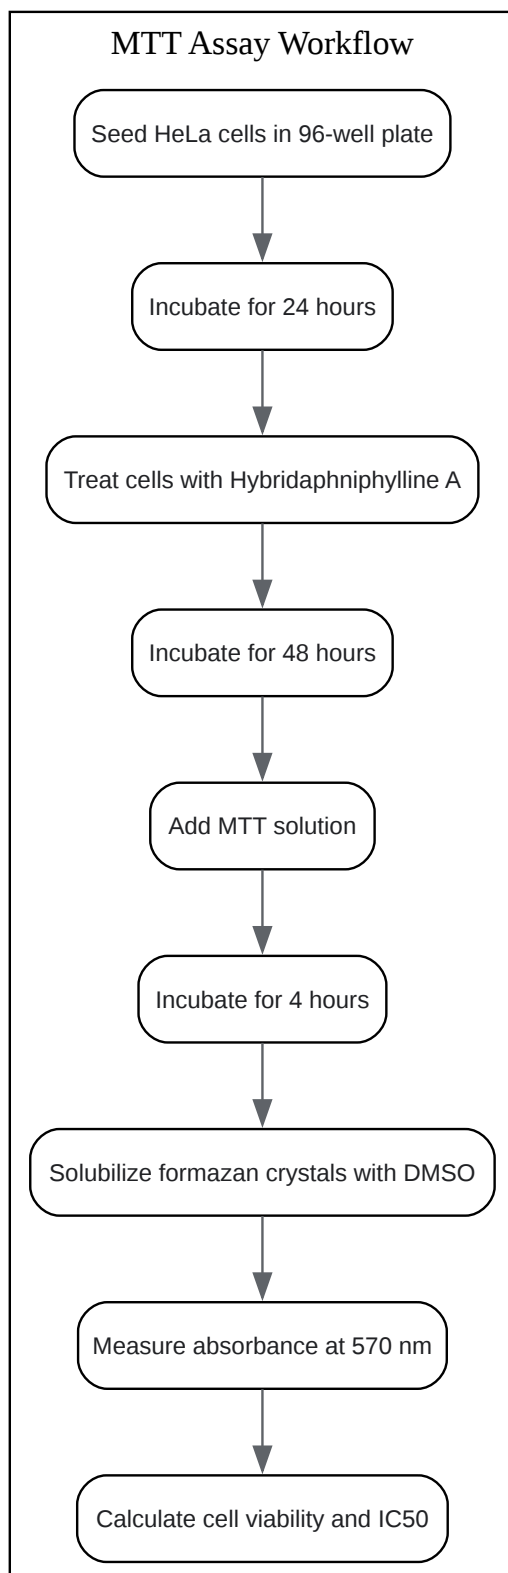 MTT Assay Workflow
Seed HeLa cells in 96-well plate
Incubate for 24 hours
Treat cells with Hybridaphniphylline A
Incubate for 48 hours
Add MTT solution
Incubate for 4 hours
Solubilize formazan crystals with DMSO
Measure absorbance at 570 nm
Calculate cell viability and IC50